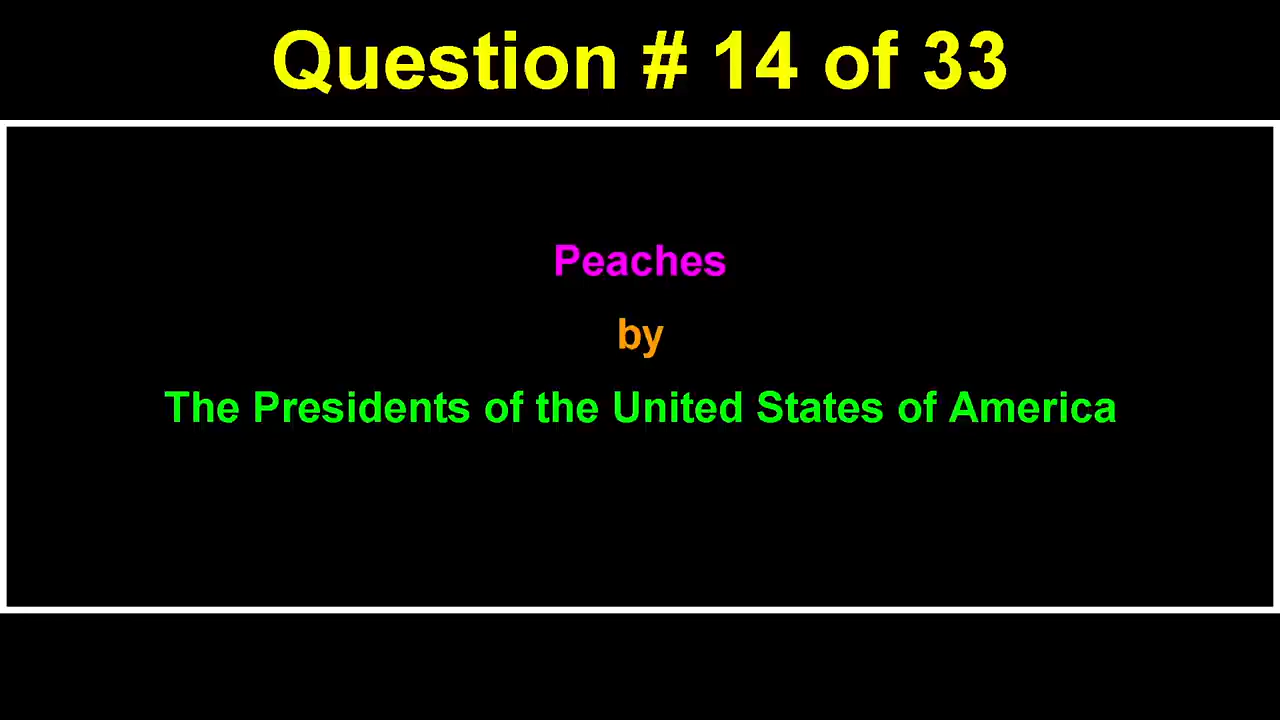 Question # 14 of 33
Peaches
by
The Presidents of the United States of America